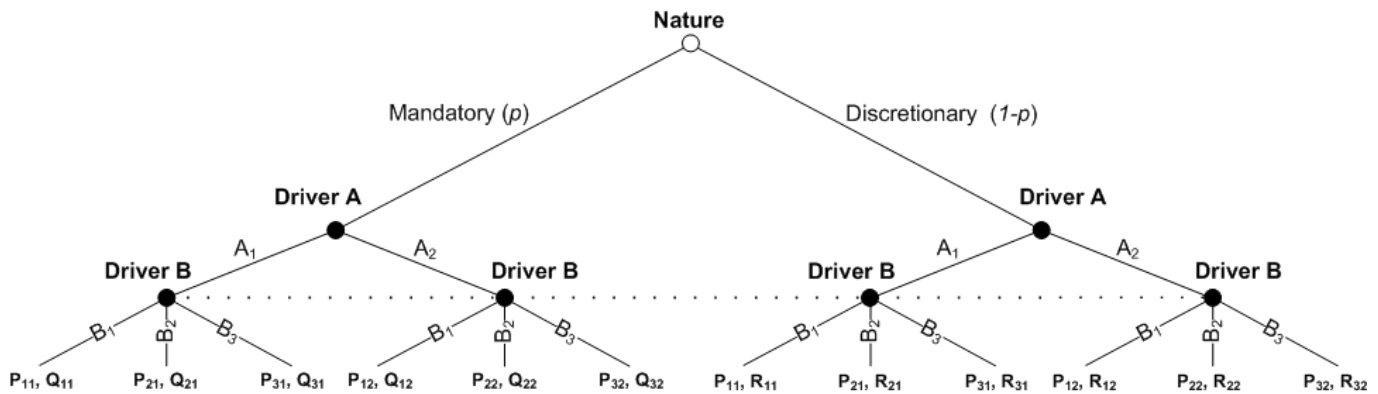 Nature
Mandatory (p) Discretionary (1-p)
Driver A Driver A
A₁ A₂ A₁ A₂
Driver B Driver B Driver B Driver B
B₁ B₂ B₃ B₁ B₂ B₃ B₁ B₂ B₃ B₁ B₂ B₃
P₁₁, Q₁₁ P₂₁, Q₂₁ P₃₁, Q₃₁ P₁₂, Q₁₂ P₂₂, Q₂₂ P₃₂, Q₃₂ P₁₁, R₁₁ P₂₁, R₂₁ P₃₁, R₃₁ P₁₂, R₁₂ P₂₂, R₂₂ P₃₂, R₃₂